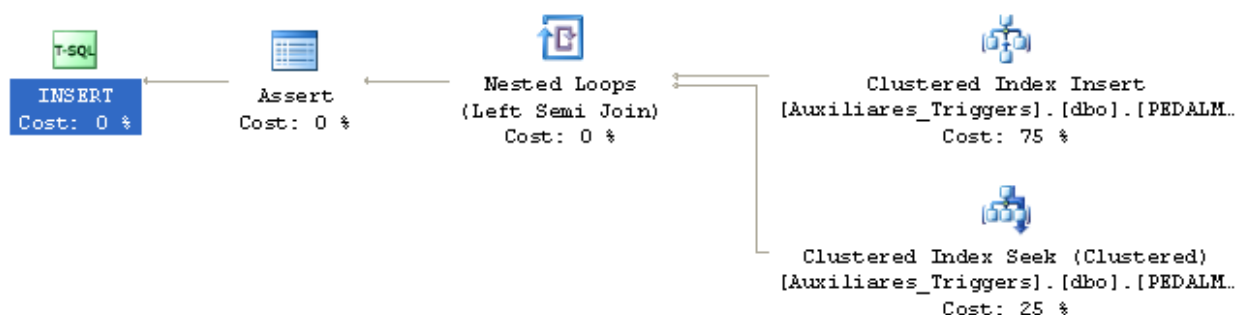 T-SQL
INSERT
Cost: 0 %
Assert
Cost: 0 %
Nested Loops
(Left Semi Join)
Cost: 0 %
Clustered Index Insert
[Auxiliares_Triggers].[dbo].[PEDALM…
Cost: 75 %
Clustered Index Seek (Clustered)
[Auxiliares_Triggers].[dbo].[PEDALM…
Cost: 25 %